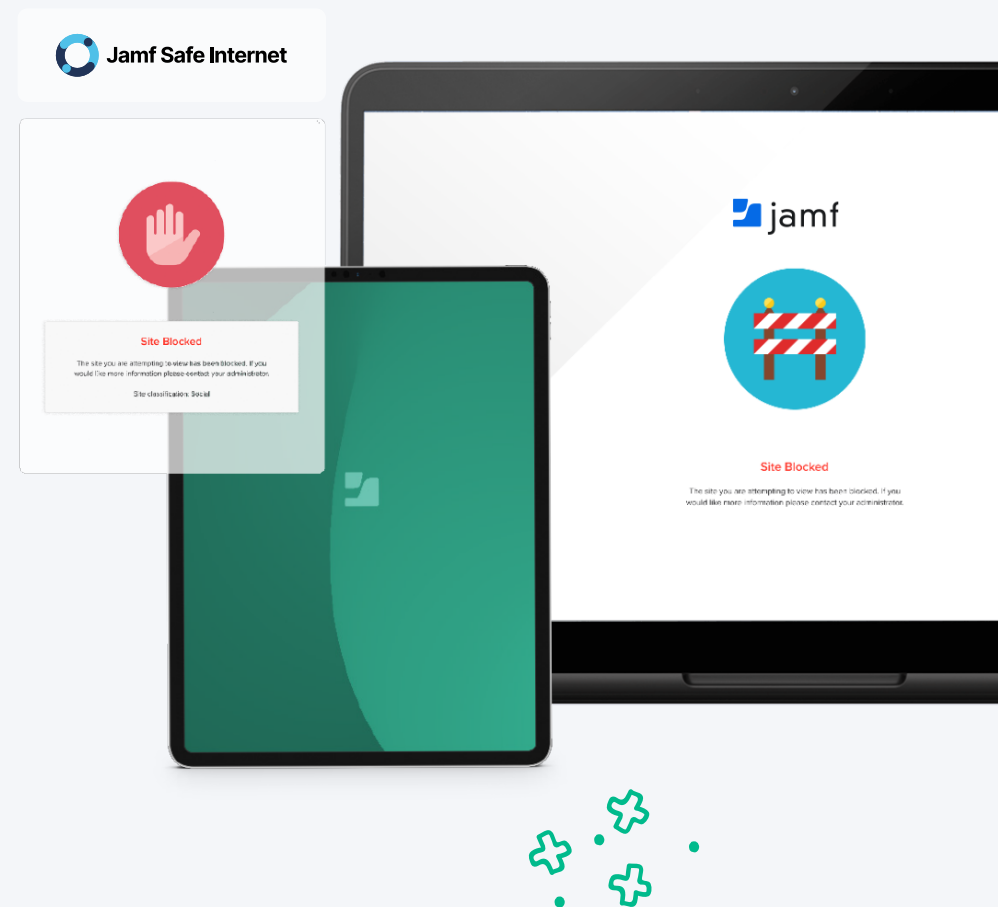 Jamf Safe Internet
Site Blocked
The site you are attempting to view has been blocked. If you
would like more information please contact your administrator.
Site classification: Social
jamf
Site Blocked
The site you are attempting to view has been blocked. If you
would like more information please contact your administrator.